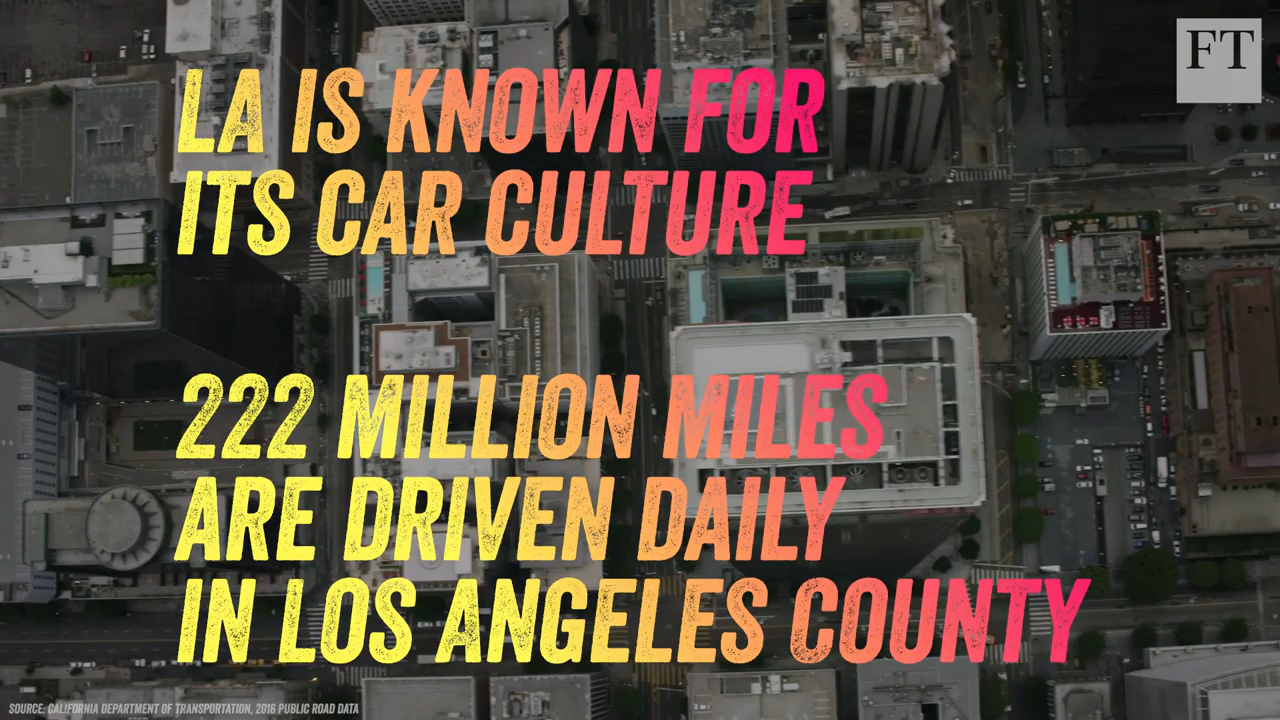 FT
LA IS KNOWN FOR
ITS CAR CULTURE
222 MILLION MILES
ARE DRIVEN DAILY
IN LOS ANGELES COUNTY
SOURCE: CALIFORNIA DEPARTMENT OF TRANSPORTATION, 2016 PUBLIC ROAD DATA